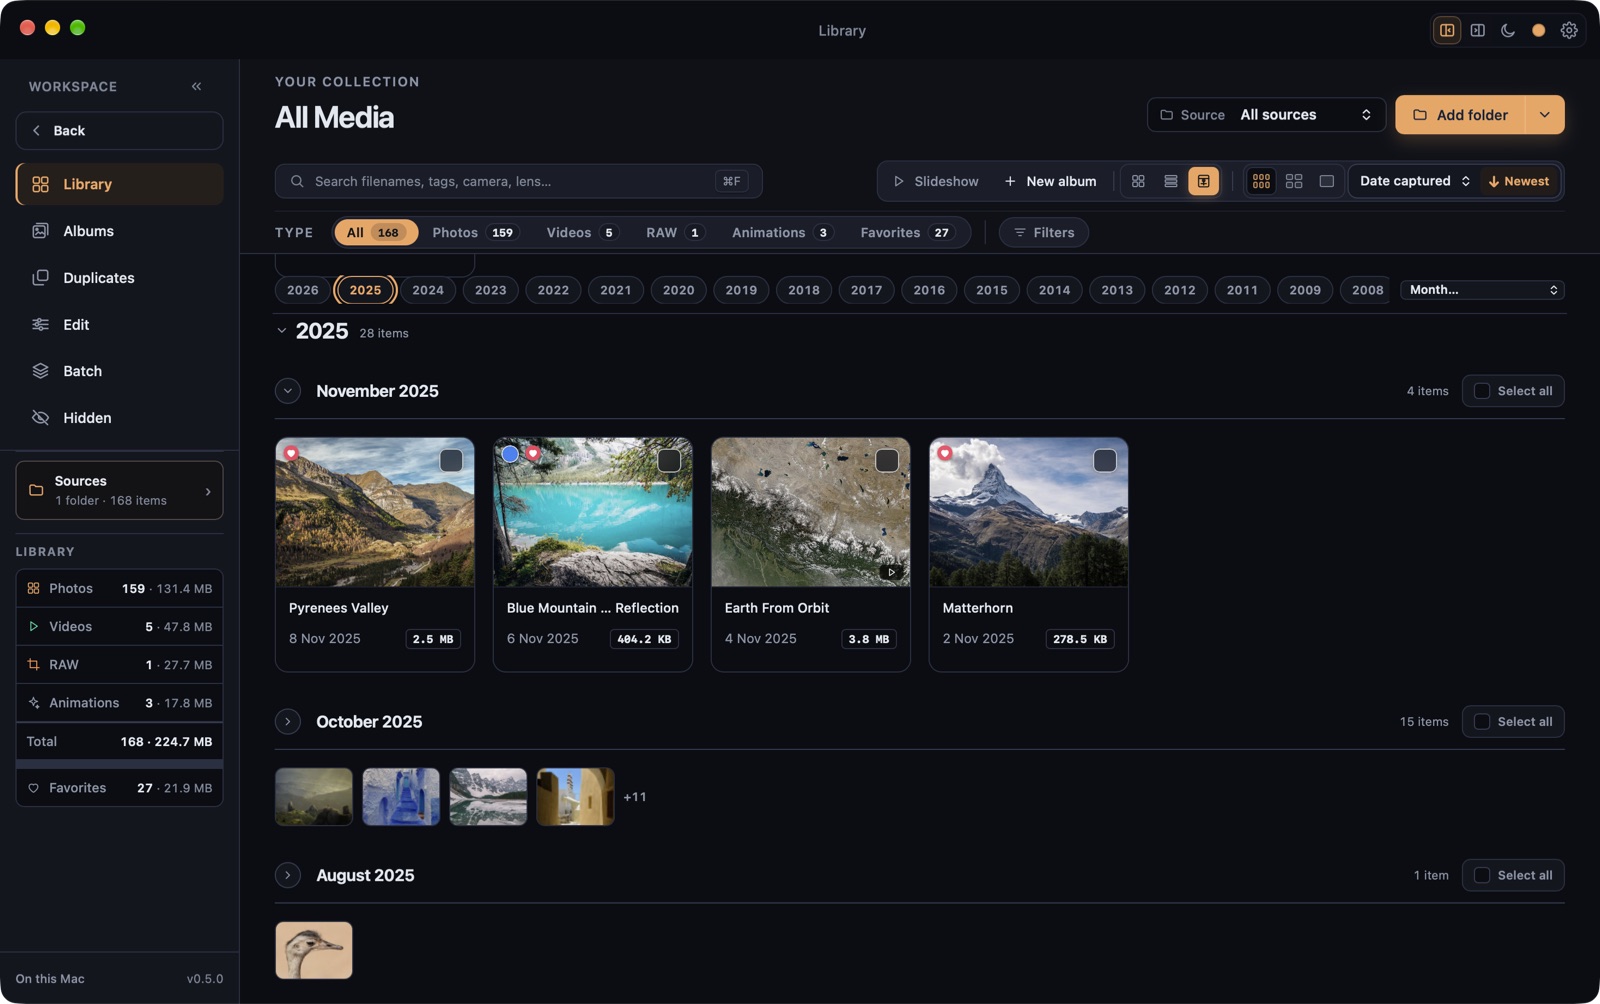 Library
WORKSPACE
Back
Library
Albums
Duplicates
Edit
Batch
Hidden
Sources
1 folder · 168 items
LIBRARY
Photos 159 · 131.4 MB
Videos 5 · 47.8 MB
RAW 1 · 27.7 MB
Animations 3 · 17.8 MB
Total 168 · 224.7 MB
Favorites 27 · 21.9 MB
On this Mac v0.5.0
YOUR COLLECTION
All Media
Source All sources
Add folder
Search filenames, tags, camera, lens... ⌘F
Slideshow
New album
Date captured
Newest
TYPE All 168 Photos 159 Videos 5 RAW 1 Animations 3 Favorites 27 Filters
2026 2025 2024 2023 2022 2021 2020 2019 2018 2017 2016 2015 2014 2013 2012 2011 2009 2008 Month...
2025 28 items
November 2025 4 items Select all
Pyrenees Valley
8 Nov 2025 2.5 MB
Blue Mountain ... Reflection
6 Nov 2025 404.2 KB
Earth From Orbit
4 Nov 2025 3.8 MB
Matterhorn
2 Nov 2025 278.5 KB
October 2025 15 items Select all
+11
August 2025 1 item Select all